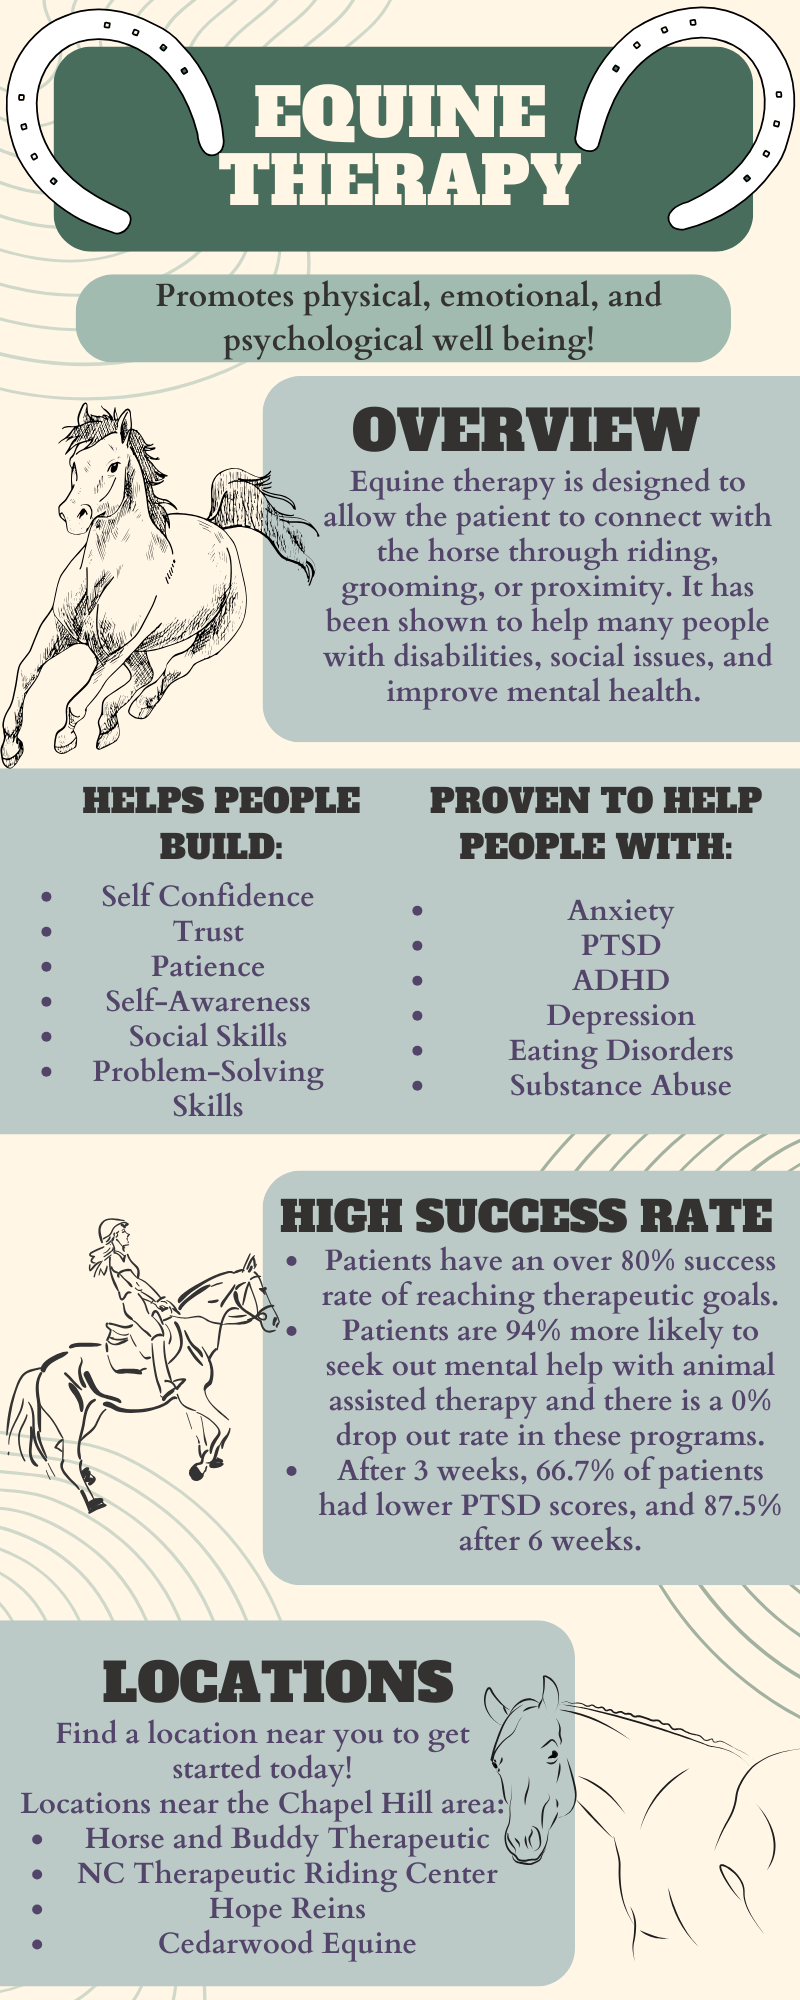 EQUINE
THERAPY
Promotes physical, emotional, and
psychological well being!
OVERVIEW
Equine therapy is designed to
allow the patient to connect with
the horse through riding,
grooming, or proximity. It has
been shown to help many people
with disabilities, social issues, and
improve mental health.
HELPS PEOPLE
BUILD:
• Self Confidence
• Trust
• Patience
• Self-Awareness
• Social Skills
• Problem-Solving
Skills
PROVEN TO HELP
PEOPLE WITH:
• Anxiety
• PTSD
• ADHD
• Depression
• Eating Disorders
• Substance Abuse
HIGH SUCCESS RATE
• Patients have an over 80% success
rate of reaching therapeutic goals.
• Patients are 94% more likely to
seek out mental help with animal
assisted therapy and there is a 0%
drop out rate in these programs.
• After 3 weeks, 66.7% of patients
had lower PTSD scores, and 87.5%
after 6 weeks.
LOCATIONS
Find a location near you to get
started today!
Locations near the Chapel Hill area:
• Horse and Buddy Therapeutic
• NC Therapeutic Riding Center
• Hope Reins
• Cedarwood Equine